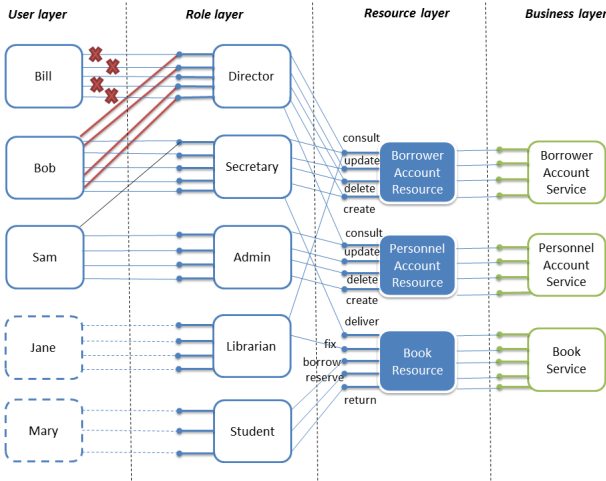 User layer
Role layer
Resource layer
Business layer
Bill
Director
consult
update
delete
create
Borrower
Account
Resource
Borrower
Account
Service
Bob
Secretary
Sam
Admin
consult
update
delete
create
Personnel
Account
Resource
Personnel
Account
Service
Jane
Librarian
deliver
fix
borrow
reserve
return
Book
Resource
Book
Service
Mary
Student